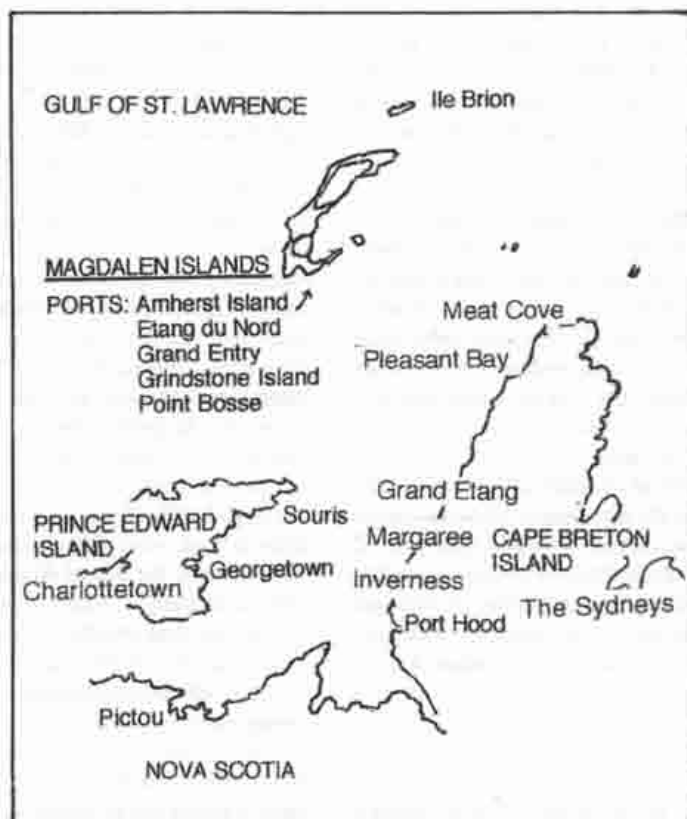 GULF OF ST. LAWRENCE
Ile Brion
MAGDALEN ISLANDS
PORTS: Amherst Island
Etang du Nord
Grand Entry
Grindstone Island
Point Bosse
Meat Cove
Pleasant Bay
Grand Etang
Souris
PRINCE EDWARD
ISLAND
Margaree
CAPE BRETON
ISLAND
Georgetown
Charlottetown
Inverness
The Sydneys
Port Hood
Pictou
NOVA SCOTIA